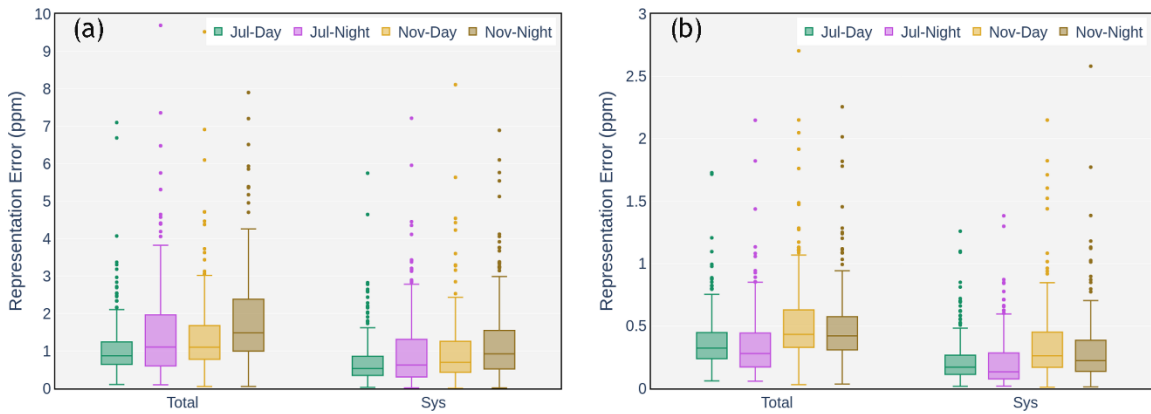 (a)
Jul-Day Jul-Night Nov-Day Nov-Night
Representation Error (ppm)
10
9
8
7
6
5
4
3
2
1
0
Total Sys
(b)
Jul-Day Jul-Night Nov-Day Nov-Night
Representation Error (ppm)
3
2.5
2
1.5
1
0.5
0
Total Sys